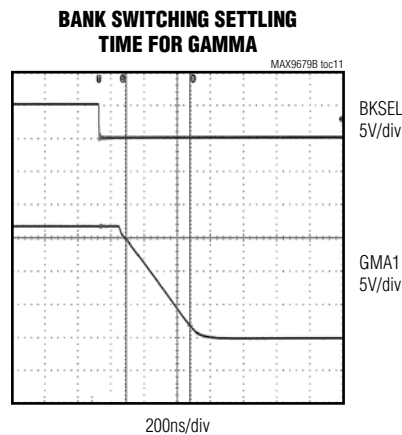 BANK SWITCHING SETTLING
TIME FOR GAMMA
MAX9679B toc11
BKSEL
5V/div
GMA1
5V/div
200ns/div